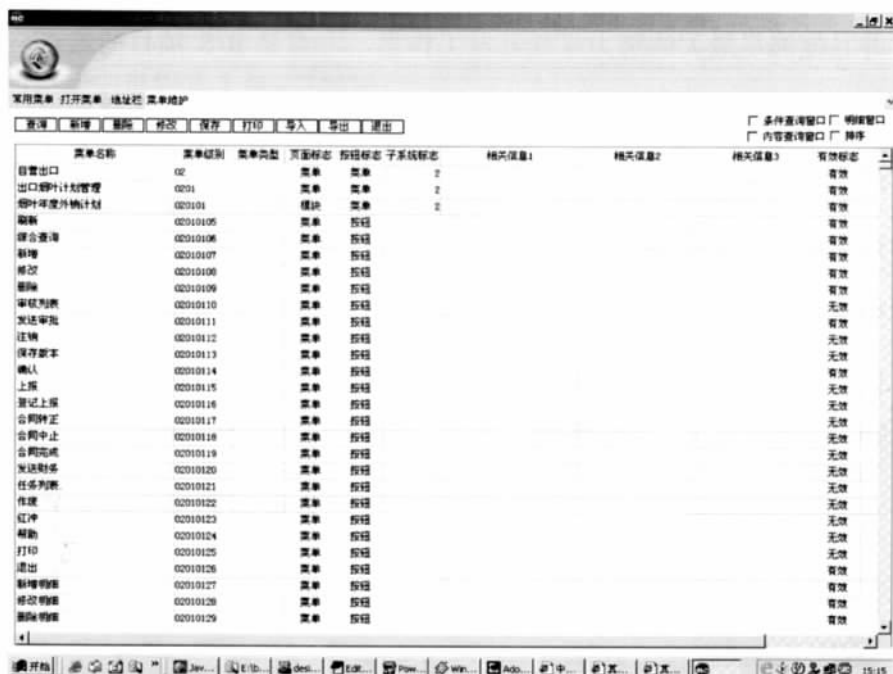 常用菜单 打开菜单 地址栏 菜单维护
查询 新增 删除 修改 保存 打印 导入 导出 退出 条件查询窗口 明细窗口
内容查询窗口 排序
菜单名称 菜单级别 菜单类型 页面标志 按钮标志 子系统标志 相关信息1 相关信息2 相关信息3 有效标志
自营出口 02 菜单 菜单 2 有效
出口烟叶计划管理 0201 菜单 菜单 2 有效
烟叶年度外销计划 020101 模块 菜单 2 有效
刷新 02010105 菜单 按钮 有效
综合查询 02010106 菜单 按钮 有效
新增 02010107 菜单 按钮 有效
修改 02010108 菜单 按钮 有效
删除 02010109 菜单 按钮 有效
审核列表 02010110 菜单 按钮 无效
发送审批 02010111 菜单 按钮 有效
注销 02010112 菜单 按钮 无效
保存版本 02010113 菜单 按钮 无效
确认 02010114 菜单 按钮 有效
上报 02010115 菜单 按钮 无效
登记上报 02010116 菜单 按钮 无效
合同转正 02010117 菜单 按钮 无效
合同中止 02010118 菜单 按钮 无效
合同完成 02010119 菜单 按钮 无效
发送财务 02010120 菜单 按钮 无效
任务列表 02010121 菜单 按钮 无效
作废 02010122 菜单 按钮 无效
红冲 02010123 菜单 按钮 无效
帮助 02010124 菜单 按钮 无效
打印 02010125 菜单 按钮 无效
退出 02010126 菜单 按钮 有效
新增明细 02010127 菜单 按钮 有效
修改明细 02010128 菜单 按钮 有效
删除明细 02010129 菜单 按钮 有效
开始 Jav... E:\b... desi... Edit... Pow... Win... Ado... 中... 15:15